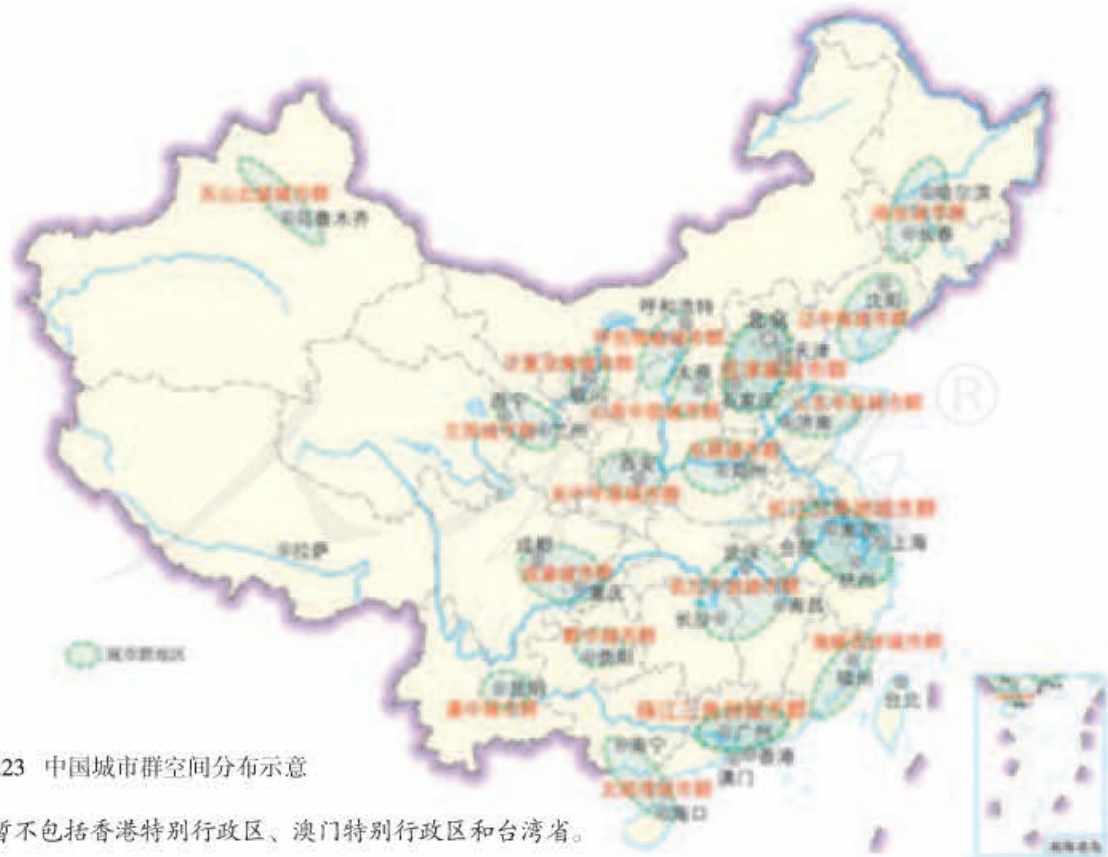 天山北坡城市群
乌鲁木齐
哈尔滨
哈长城市群
长春
沈阳
辽中南城市群
呼和浩特
北京
呼包鄂榆城市群
天津
宁夏沿黄城市群
太原
京津冀城市群
银川
石家庄
山东半岛城市群
西宁
山西中部城市群
济南
兰西城市群
兰州
中原城市群
西安
郑州
关中平原城市群
长江三角洲城市群
南京
合肥
上海
拉萨
成都
武汉
杭州
成渝城市群
长江中游城市群
重庆
南昌
长沙
黔中城市群
海峡西岸城市群
城市群地区
贵阳
福州
昆明
台北
滇中城市群
珠江三角洲城市群
广州
南宁
香港
23 中国城市群空间分布示意
澳门
北部湾城市群
海口
暂不包括香港特别行政区、澳门特别行政区和台湾省。
南海诸岛
®